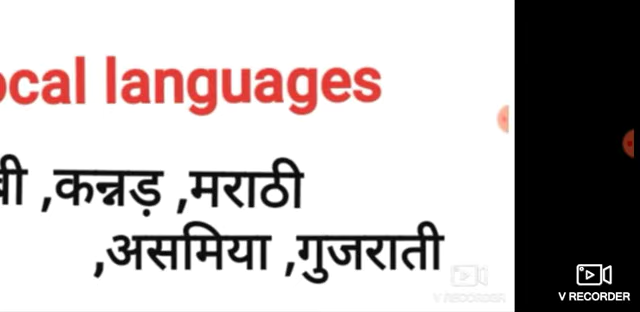 ocal languages
,कन्नड़ ,मराठी
,असमिया ,गुजराती
V RECORDER
V RECORDER